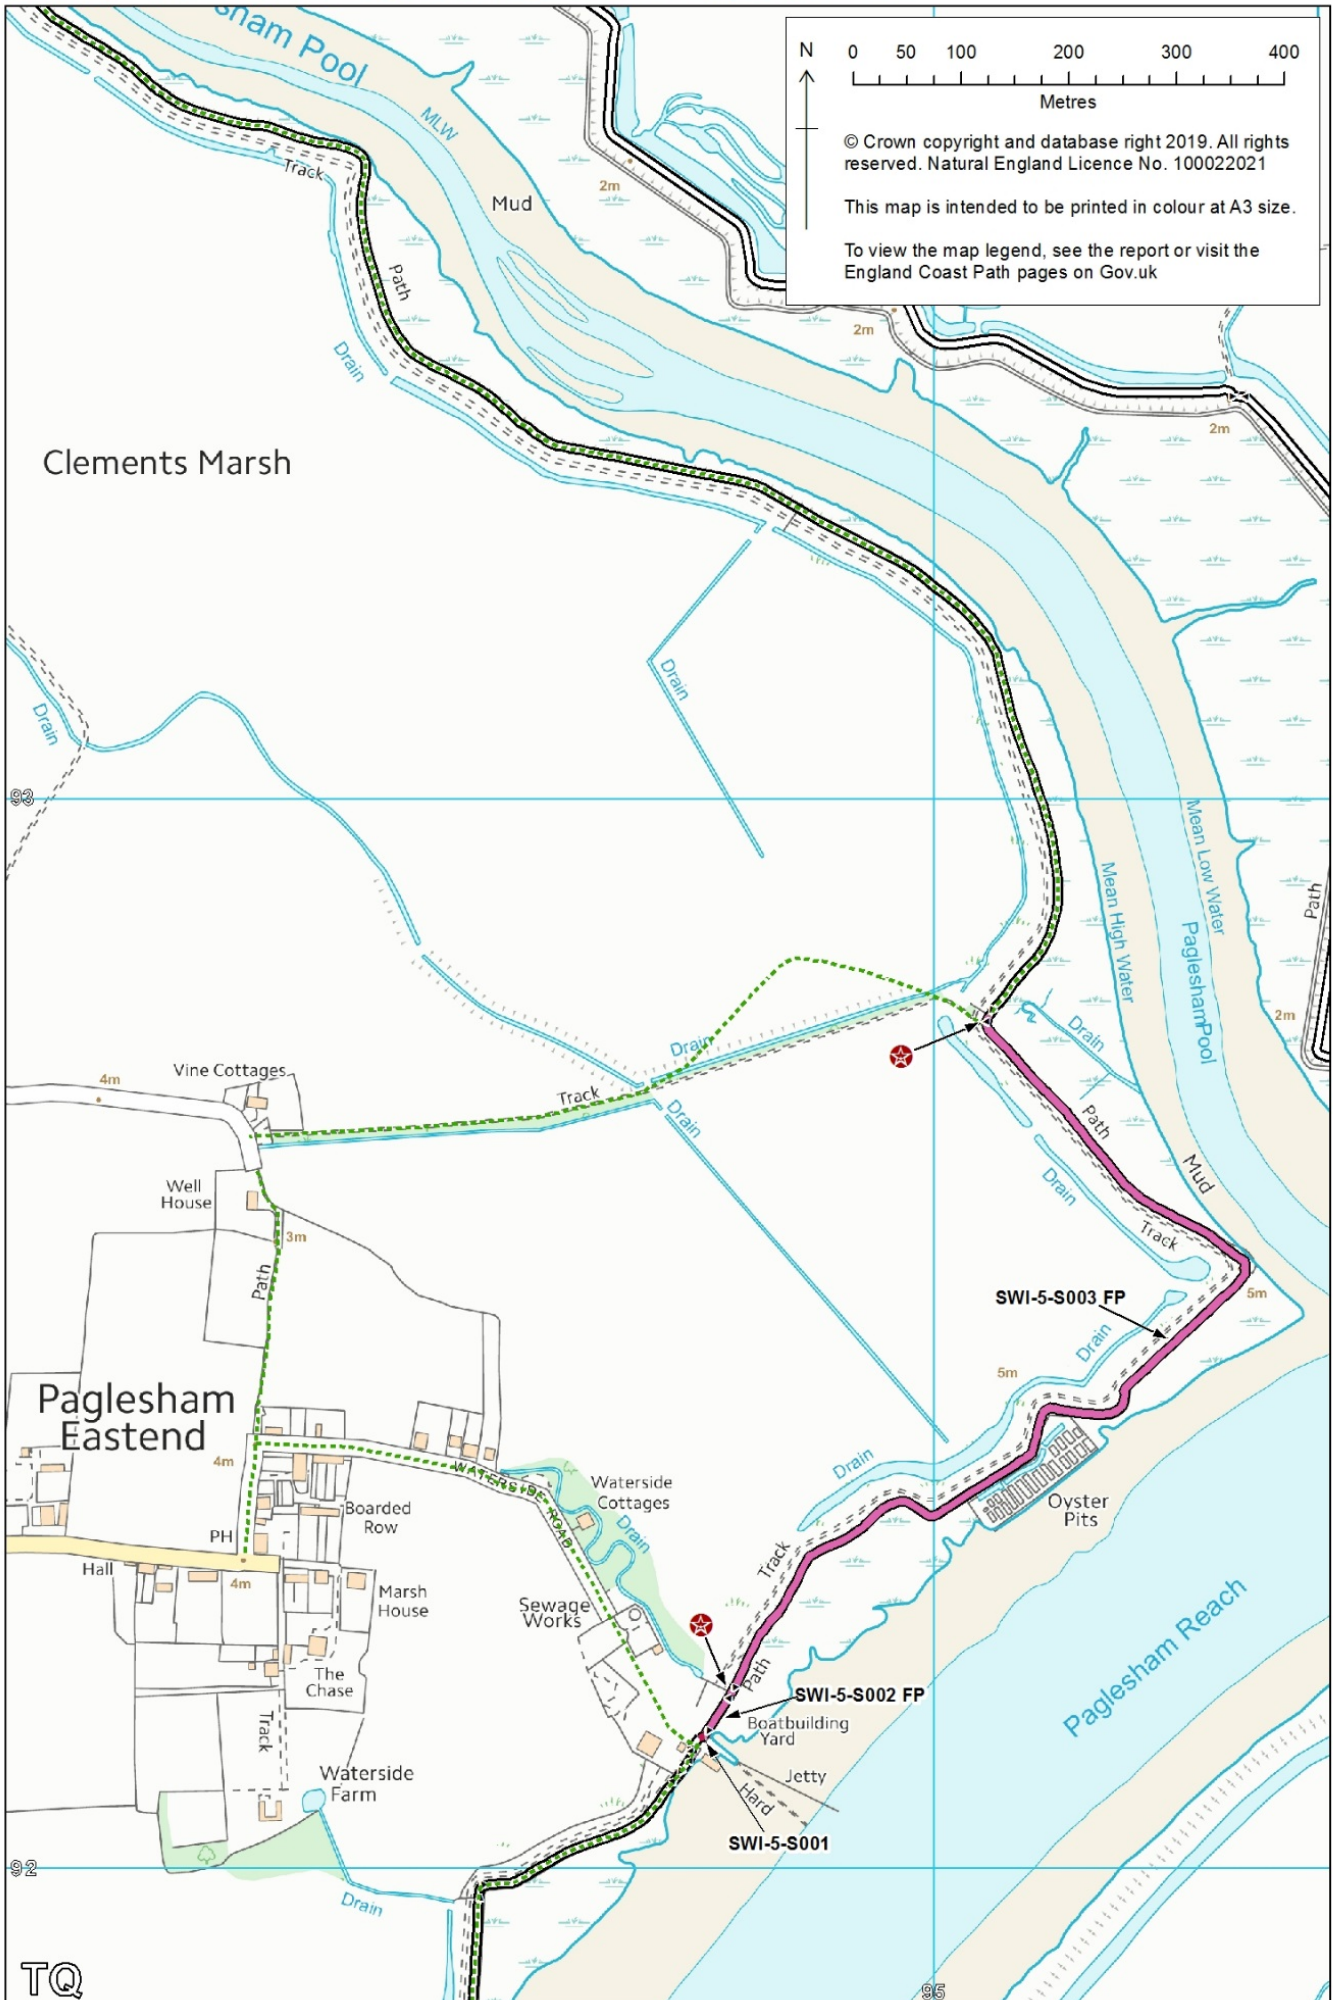 sham Pool
N
0 50 100 200 300 400
Metres
© Crown copyright and database right 2019. All rights
reserved. Natural England Licence No. 100022021
This map is intended to be printed in colour at A3 size.
To view the map legend, see the report or visit the
England Coast Path pages on Gov.uk
MLW
Track
2m
Mud
Path
2m
Drain
2m
Clements Marsh
Drain
Drain
93
Mean Low Water
Mean High Water
Path
PagleshamPool
2m
Drain
Drain
Vine Cottages
4m
Track
Drain
Path
Mud
Well
House
Drain
3m
Track
Path
5m
SWI-5-S003 FP
Drain
5m
Paglesham
Eastend
4m
WATERSIDE ROAD
Drain
Waterside
Cottages
Boarded
Row
Drain
Oyster
Pits
PH
Hall
4m
Track
Marsh
House
Sewage
Works
Paglesham Reach
The
Chase
Path
SWI-5-S002 FP
Track
Boatbuilding
Yard
Waterside
Farm
Jetty
Hard
SWI-5-S001
92
Drain
TQ
95